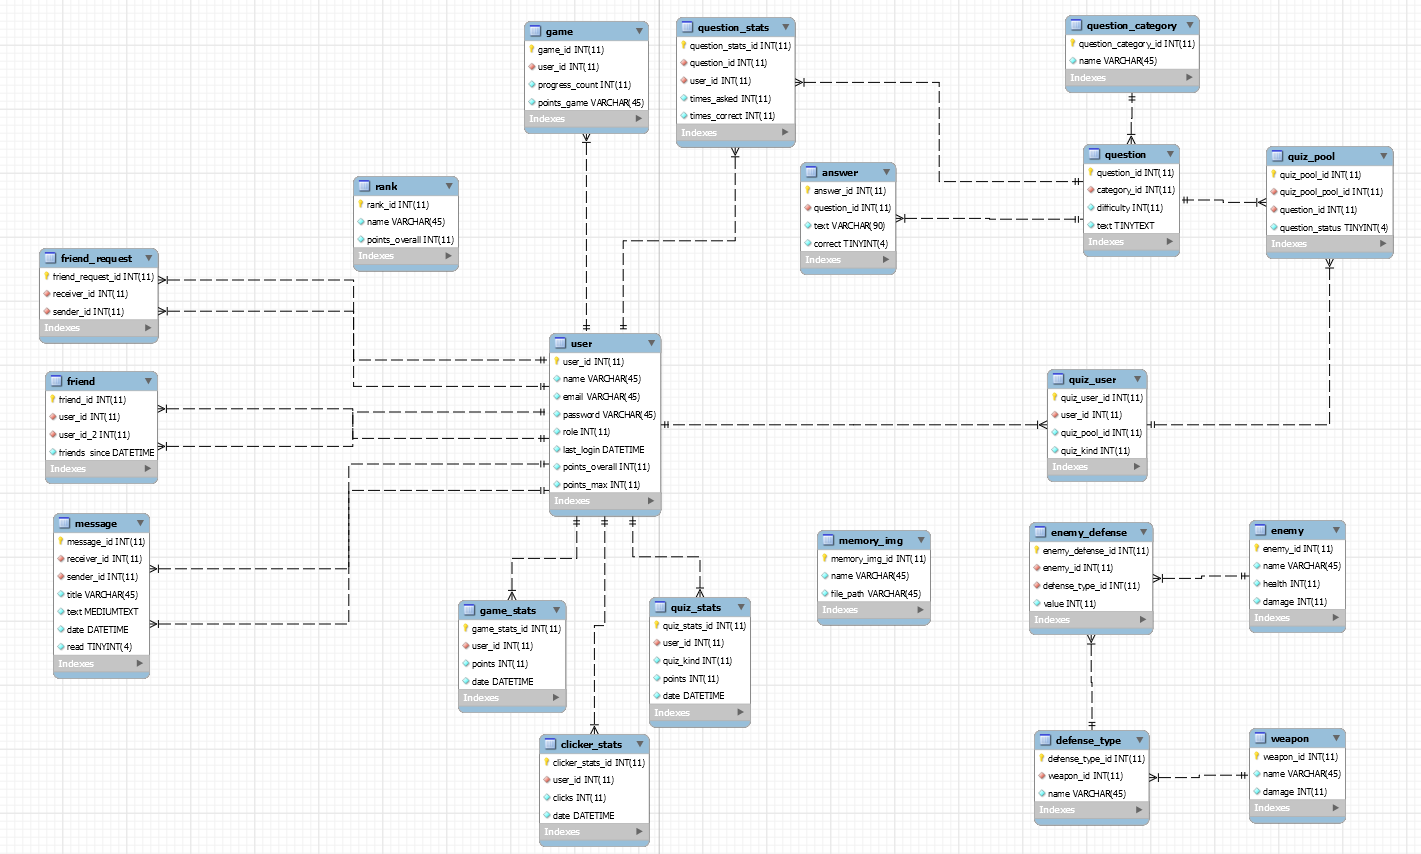 game
game_id INT(11)
user_id INT(11)
progress_count INT(11)
points_game VARCHAR(45)
Indexes
question_stats
question_stats_id INT(11)
question_id INT(11)
user_id INT(11)
times_asked INT(11)
times_correct INT(11)
Indexes
question_category
question_category_id INT(11)
name VARCHAR(45)
Indexes
rank
rank_id INT(11)
name VARCHAR(45)
points_overall INT(11)
Indexes
answer
answer_id INT(11)
question_id INT(11)
text VARCHAR(90)
correct TINYINT(4)
Indexes
question
question_id INT(11)
category_id INT(11)
difficulty INT(11)
text TINYTEXT
Indexes
quiz_pool
quiz_pool_id INT(11)
quiz_pool_pool_id INT(11)
question_id INT(11)
question_status TINYINT(4)
Indexes
friend_request
friend_request_id INT(11)
receiver_id INT(11)
sender_id INT(11)
Indexes
friend
friend_id INT(11)
user_id INT(11)
user_id_2 INT(11)
friends_since DATETIME
Indexes
user
user_id INT(11)
name VARCHAR(45)
email VARCHAR(45)
password VARCHAR(45)
role INT(11)
last_login DATETIME
points_overall INT(11)
points_max INT(11)
Indexes
quiz_user
quiz_user_id INT(11)
user_id INT(11)
quiz_pool_id INT(11)
quiz_kind INT(11)
Indexes
message
message_id INT(11)
receiver_id INT(11)
sender_id INT(11)
title VARCHAR(45)
text MEDIUMTEXT
date DATETIME
read TINYINT(4)
Indexes
game_stats
game_stats_id INT(11)
user_id INT(11)
points INT(11)
date DATETIME
Indexes
quiz_stats
quiz_stats_id INT(11)
user_id INT(11)
quiz_kind INT(11)
points INT(11)
date DATETIME
Indexes
clicker_stats
clicker_stats_id INT(11)
user_id INT(11)
clicks INT(11)
date DATETIME
Indexes
memory_img
memory_img_id INT(11)
name VARCHAR(45)
file_path VARCHAR(45)
Indexes
enemy_defense
enemy_defense_id INT(11)
enemy_id INT(11)
defense_type_id INT(11)
value INT(11)
Indexes
enemy
enemy_id INT(11)
name VARCHAR(45)
health INT(11)
damage INT(11)
Indexes
defense_type
defense_type_id INT(11)
weapon_id INT(11)
name VARCHAR(45)
Indexes
weapon
weapon_id INT(11)
name VARCHAR(45)
damage INT(11)
Indexes